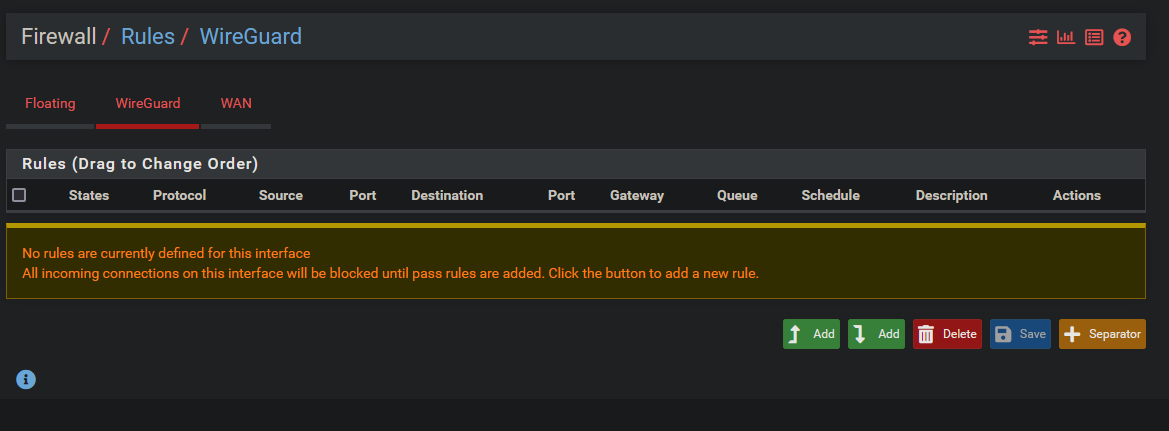 Firewall / Rules / WireGuard
Floating WireGuard WAN
Rules (Drag to Change Order)
States Protocol Source Port Destination Port Gateway Queue Schedule Description Actions
No rules are currently defined for this interface
All incoming connections on this interface will be blocked until pass rules are added. Click the button to add a new rule.
Add Add Delete Save Separator